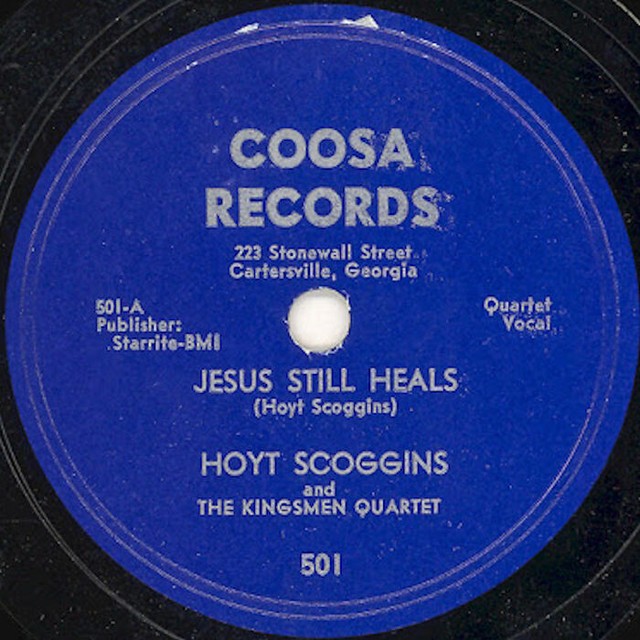 COOSA
RECORDS
223 Stonewall Street
Cartersville, Georgia
501-A
Publisher:
Starrite-BMI
Quartet
Vocal
JESUS STILL HEALS
(Hoyt Scoggins)
HOYT SCOGGINS
and
THE KINGSMEN QUARTET
501